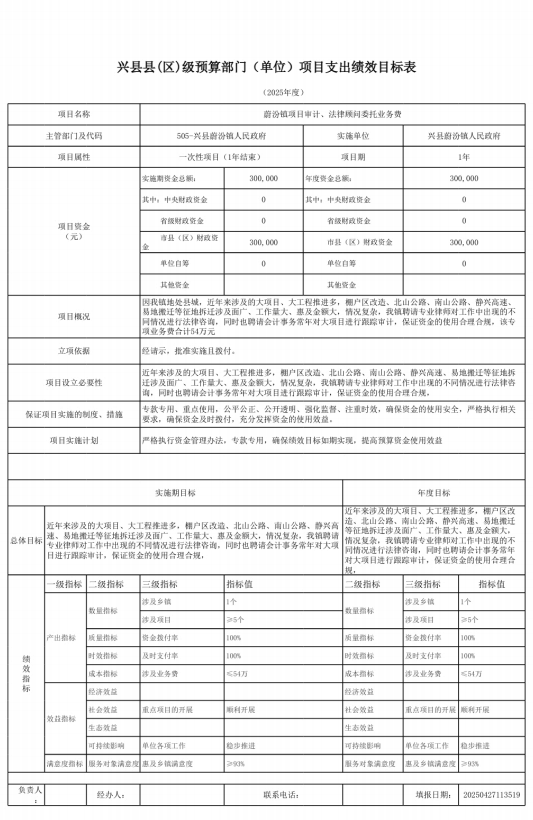 兴县县(区)级预算部门（单位）项目支出绩效目标表
（2025年度）
项目名称 蔚汾镇项目审计、法律顾问委托业务费
主管部门及代码 505-兴县蔚汾镇人民政府 实施单位 兴县蔚汾镇人民政府
项目属性 一次性项目（1年结束） 项目期 1年
项目资金
（元）
实施期资金总额： 300,000 年度资金总额： 300,000
其中：中央财政资金 0 其中：中央财政资金 0
省级财政资金 0 省级财政资金 0
市县（区）财政资
金 300,000 市县（区）财政资金 300,000
单位自筹 0 单位自筹 0
其他资金 其他资金
项目概况
因我镇地处县城，近年来涉及的大项目、大工程推进多，棚户区改造、北山公路、南山公路、静兴高速、
易地搬迁等征地拆迁涉及面广、工作量大、惠及金额大，情况复杂，我镇聘请专业律师对工作中出现的不
同情况进行法律咨询，同时也聘请会计事务常年对大项目进行跟踪审计，保证资金的使用合理合规，该专
项业务费合计54万元
立项依据 经请示，批准实施且拨付。
项目设立必要性
近年来涉及的大项目、大工程推进多，棚户区改造、北山公路、南山公路、静兴高速、易地搬迁等征地拆
迁涉及面广、工作量大、惠及金额大，情况复杂，我镇聘请专业律师对工作中出现的不同情况进行法律咨
询，同时也聘请会计事务常年对大项目进行跟踪审计，保证资金的使用合理合规，
保证项目实施的制度、措施
专款专用、重点使用，公平公正、公开透明、强化监督、注重时效，确保资金的使用安全，严格执行相关
要求，确保资金及时拨付，充分发挥资金的使用效益。
项目实施计划 严格执行资金管理办法，专款专用，确保绩效目标如期实现，提高预算资金使用效益
实施期目标 年度目标
总体目标
近年来涉及的大项目、大工程推进多，棚户区改造、北山公路、南山公路、静兴高
速、易地搬迁等征地拆迁涉及面广、工作量大、惠及金额大，情况复杂，我镇聘请
专业律师对工作中出现的不同情况进行法律咨询，同时也聘请会计事务常年对大项
目进行跟踪审计，保证资金的使用合理合规，
近年来涉及的大项目、大工程推进多，棚户区改
造、北山公路、南山公路、静兴高速、易地搬迁
等征地拆迁涉及面广、工作量大、惠及金额大，
情况复杂，我镇聘请专业律师对工作中出现的不
同情况进行法律咨询，同时也聘请会计事务常年
对大项目进行跟踪审计，保证资金的使用合理合
规，
绩
效
指
标
一级指标 二级指标 三级指标 指标值 二级指标 三级指标 指标值
产出指标
数量指标 涉及乡镇 1个 数量指标 涉及乡镇 1个
涉及项目 ≥5个 涉及项目 ≥5个
质量指标 资金拨付率 100% 质量指标 资金拨付率 100%
时效指标 及时支付率 100% 时效指标 及时支付率 100%
成本指标 涉及业务费 ≤54万 成本指标 涉及业务费 ≤54万
效益指标
经济效益 经济效益
社会效益 重点项目的开展 顺利开展 社会效益 重点项目的开展 顺利开展
生态效益 生态效益
可持续影响 单位各项工作 稳步推进 可持续影响 单位各项工作 稳步推进
满意度指标 服务对象满意度 惠及乡镇满意度 ≥93% 服务对象满意度 惠及乡镇满意度 ≥93%
负责人
： 经办人： 联系电话： 填报日期： 20250427113519